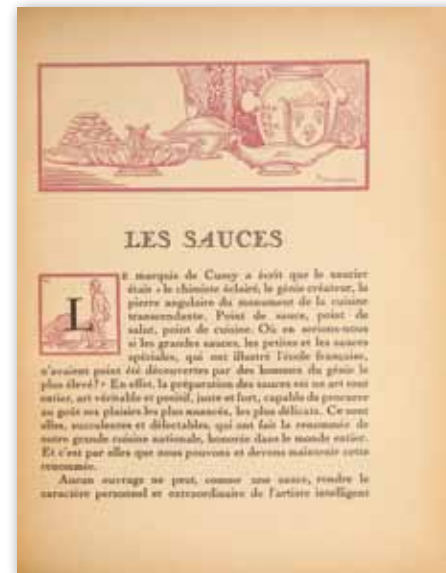 LES SAUCES
LE marquis de Cussy a écrit que le saucier
était « le chimiste éclairé, le génie créateur, la
pierre angulaire du monument de la cuisine
transcendante. Point de sauce, point de
salut, point de cuisine. Où en serions-nous
si les grandes sauces, les petites et les sauces
spéciales, qui ont illustré l'école française,
n'avaient point été découvertes par des hommes du génie le
plus élevé? » En effet, la préparation des sauces est un art tout
entier, art véritable et positif, juste et fort, capable de procurer
au goût ses plaisirs les plus nuancés, les plus délicats. Ce sont
elles, succulentes et délectables, qui ont fait la renommée de
notre grande cuisine nationale, honorée dans le monde entier.
Et c'est par elles que nous pouvons et devons maintenir cette
renommée.
Aucun ouvrage ne peut, comme une sauce, rendre le
caractère personnel et extraordinaire de l'artiste intelligent